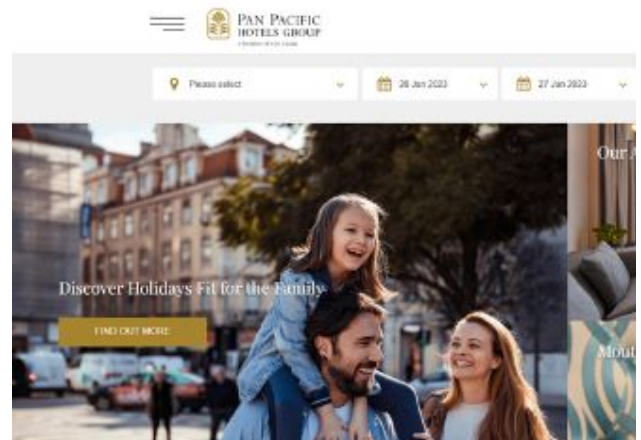 PAN PACIFIC
HOTELS GROUP
Please select
26 Jan 2023
27 Jan 2023
Our
Discover Holidays Fit for the Family
FIND OUT MORE